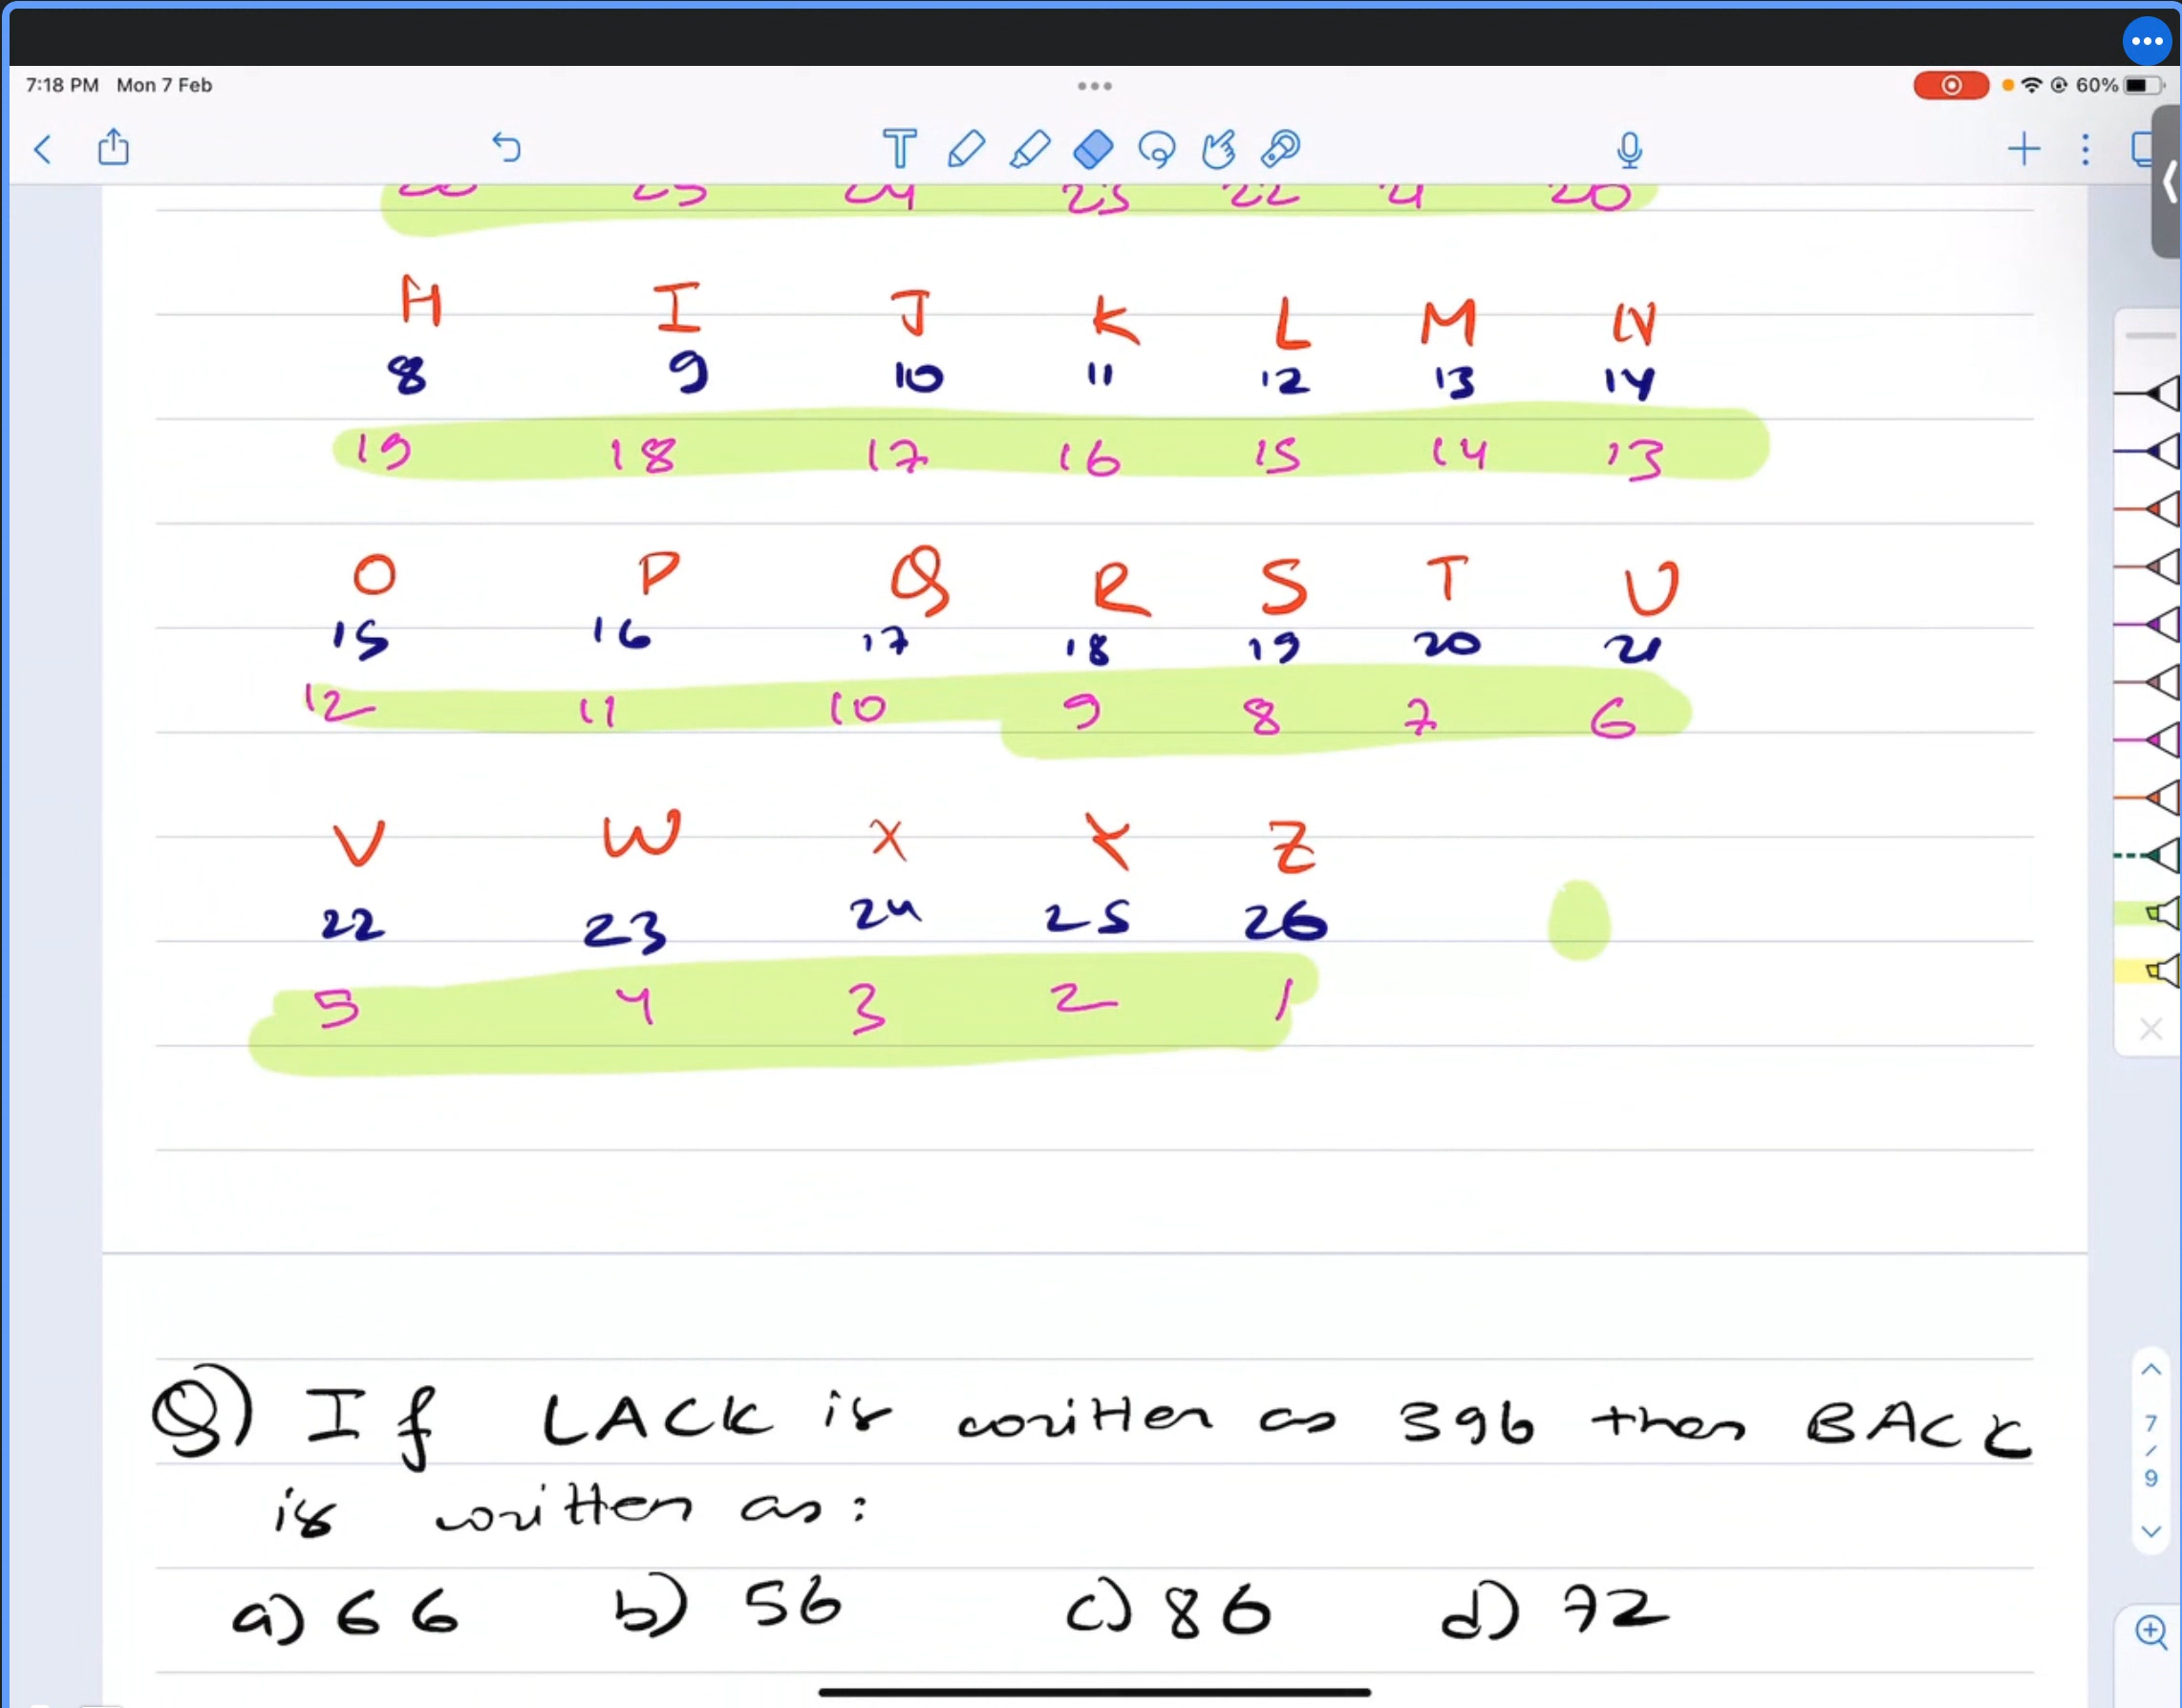 7:18 PM Mon 7 Feb
60%
T
23 22 20
H I J K L M N
8 9 10 11 12 13 14
19 18 17 16 15 14 13
O P Q R S T U
15 16 17 18 19 20 21
12 11 10 9 8 7 6
V W X Y Z
22 23 24 25 26
5 4 3 2 1
Q) If LACK is written as 396 then BACK
is written as:
a) 66 b) 56 c) 86 d) 72
7
/
9